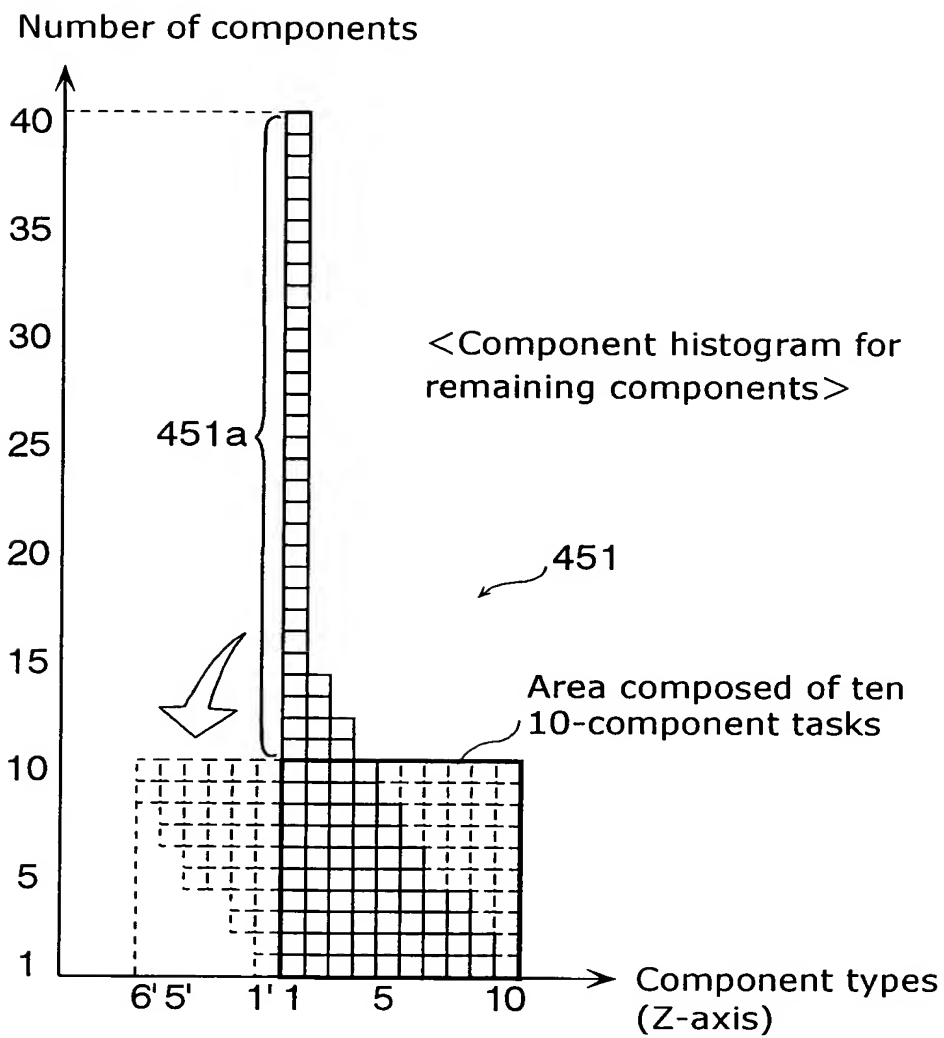 Number of components
40
35
<Component histogram for
30
remaining components>
451a
25
20
451
15
Area composed of ten
10-component tasks
10
5
1
6' 5' 1' 1 5 10
Component types
(Z-axis)